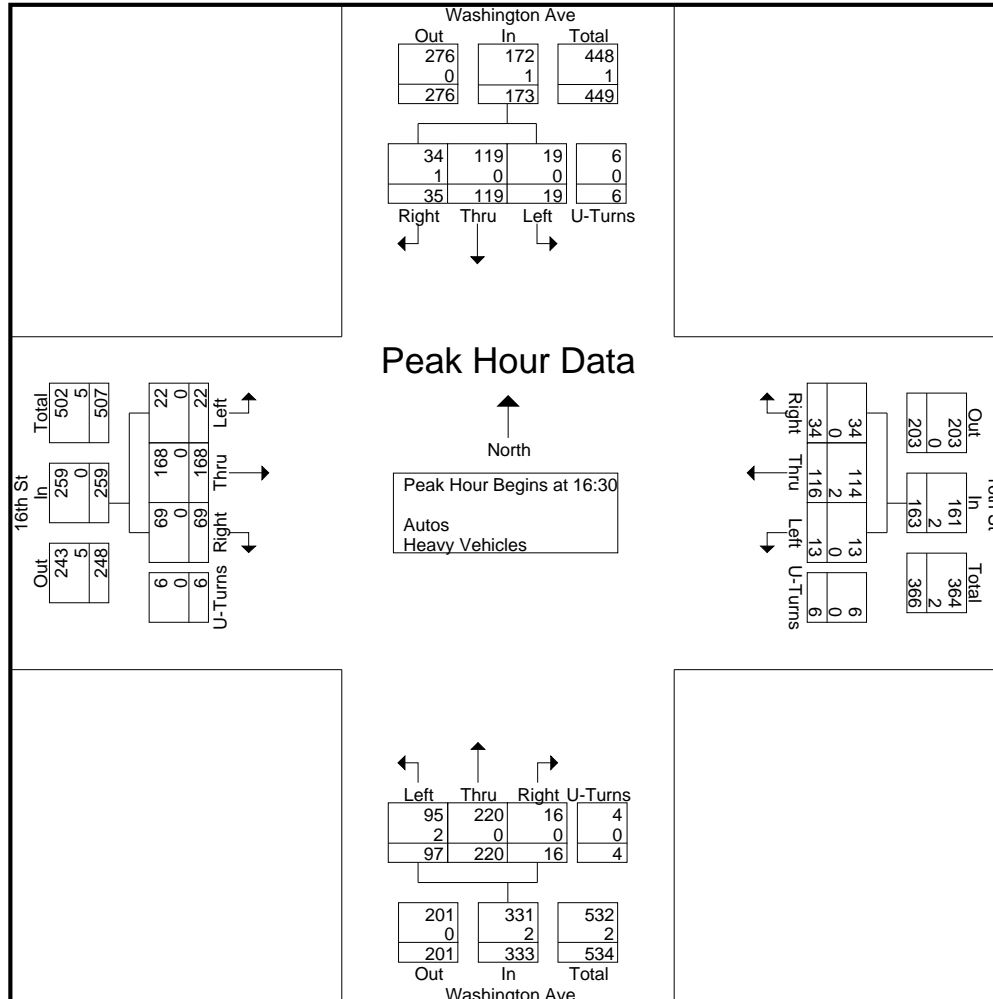 Washington Ave
Out In Total
276 172 448
0 1 1
276 173 449
34 119 19 6
1 0 0 0
35 119 19 6
Right Thru Left U-Turns
Peak Hour Data
North
Peak Hour Begins at 16:30
Autos
Heavy Vehicles
16th St
Total In Out
502 259 243
5 0 5
507 259 248
22 168 69 6
0 0 0 0
22 168 69 6
Left Thru Right U-Turns
St
Out In Total
203 161 364
0 2 2
203 163 366
34 114 13 6
0 2 0 0
34 116 13 6
Right Thru Left U-Turns
Left Thru Right U-Turns
95 220 16 4
2 0 0 0
97 220 16 4
201 331 532
0 2 2
201 333 534
Out In Total
Washington Ave